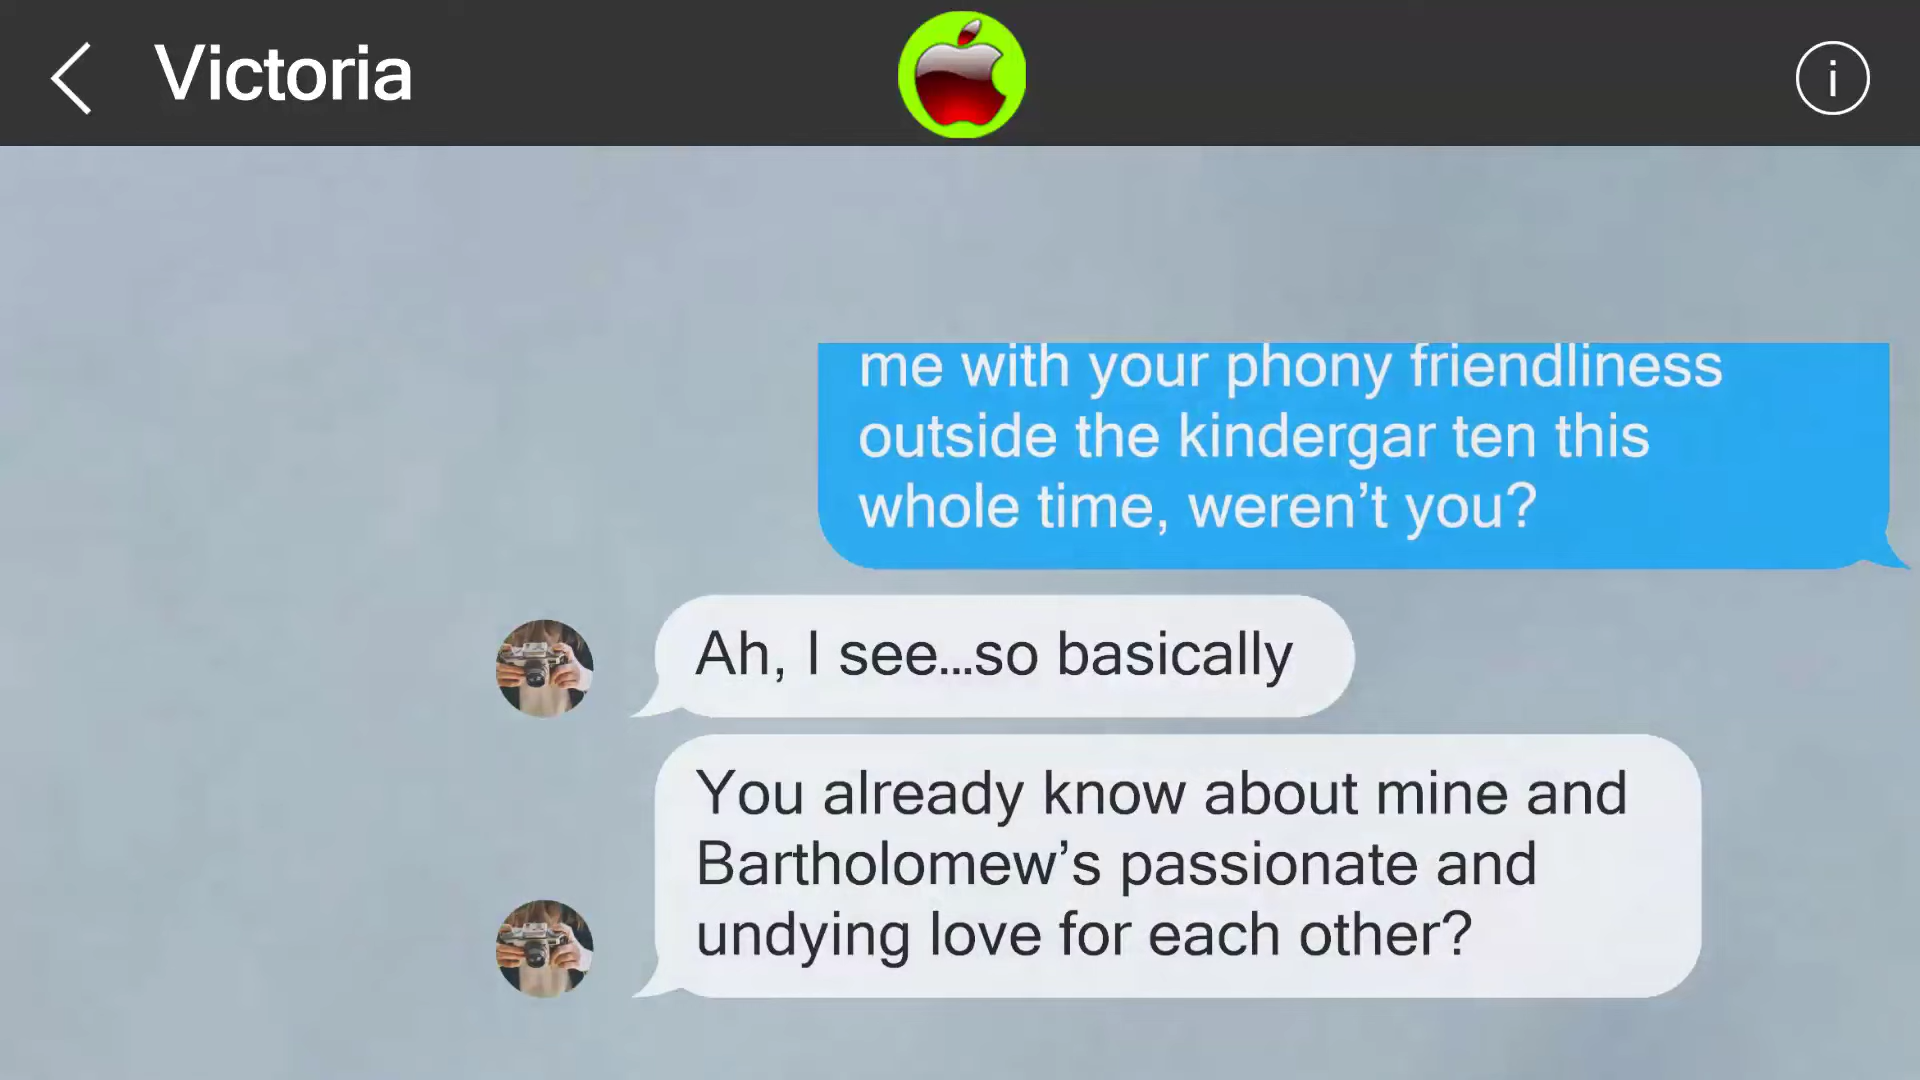 Victoria
i
me with your phony friendliness
outside the kindergar ten this
whole time, weren’t you?
Ah, I see...so basically
You already know about mine and
Bartholomew’s passionate and
undying love for each other?